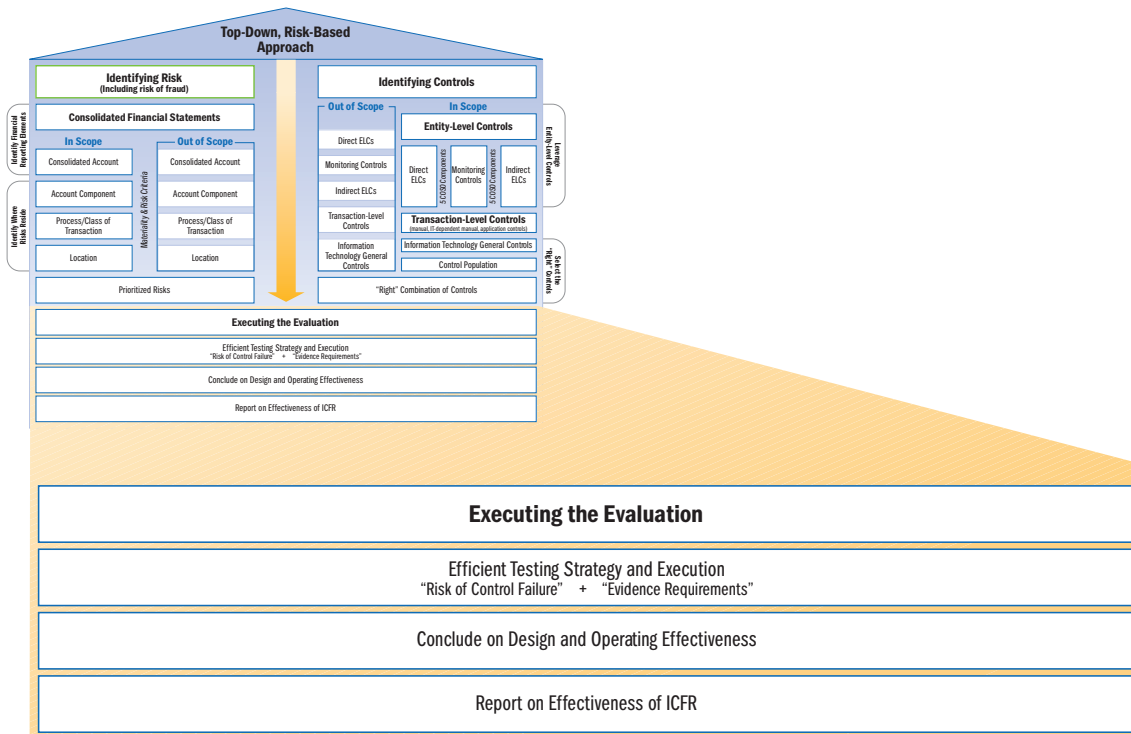 Top-Down, Risk-Based
Approach
Identifying Risk
(Including risk of fraud)
Consolidated Financial Statements
Identify Financial
Reporting Elements
Identify Where
Risks Reside
In Scope
Consolidated Account
Account Component
Process/Class of
Transaction
Location
Materiality & Risk Criteria
Out of Scope
Consolidated Account
Account Component
Process/Class of
Transaction
Location
Prioritized Risks
Identifying Controls
Out of Scope
Direct ELCs
Monitoring Controls
Indirect ELCs
Transaction-Level
Controls
Information
Technology General
Controls
In Scope
Entity-Level Controls
Direct
ELCs
5 COSO Components
Monitoring
Controls
5 COSO Components
Indirect
ELCs
Transaction-Level Controls
(manual, IT-dependent manual, application controls)
Information Technology General Controls
Control Population
Leverage
Entity-Level Controls
Select the
"Right" Controls
"Right" Combination of Controls
Executing the Evaluation
Efficient Testing Strategy and Execution
"Risk of Control Failure" + "Evidence Requirements"
Conclude on Design and Operating Effectiveness
Report on Effectiveness of ICFR
Executing the Evaluation
Efficient Testing Strategy and Execution
"Risk of Control Failure" + "Evidence Requirements"
Conclude on Design and Operating Effectiveness
Report on Effectiveness of ICFR